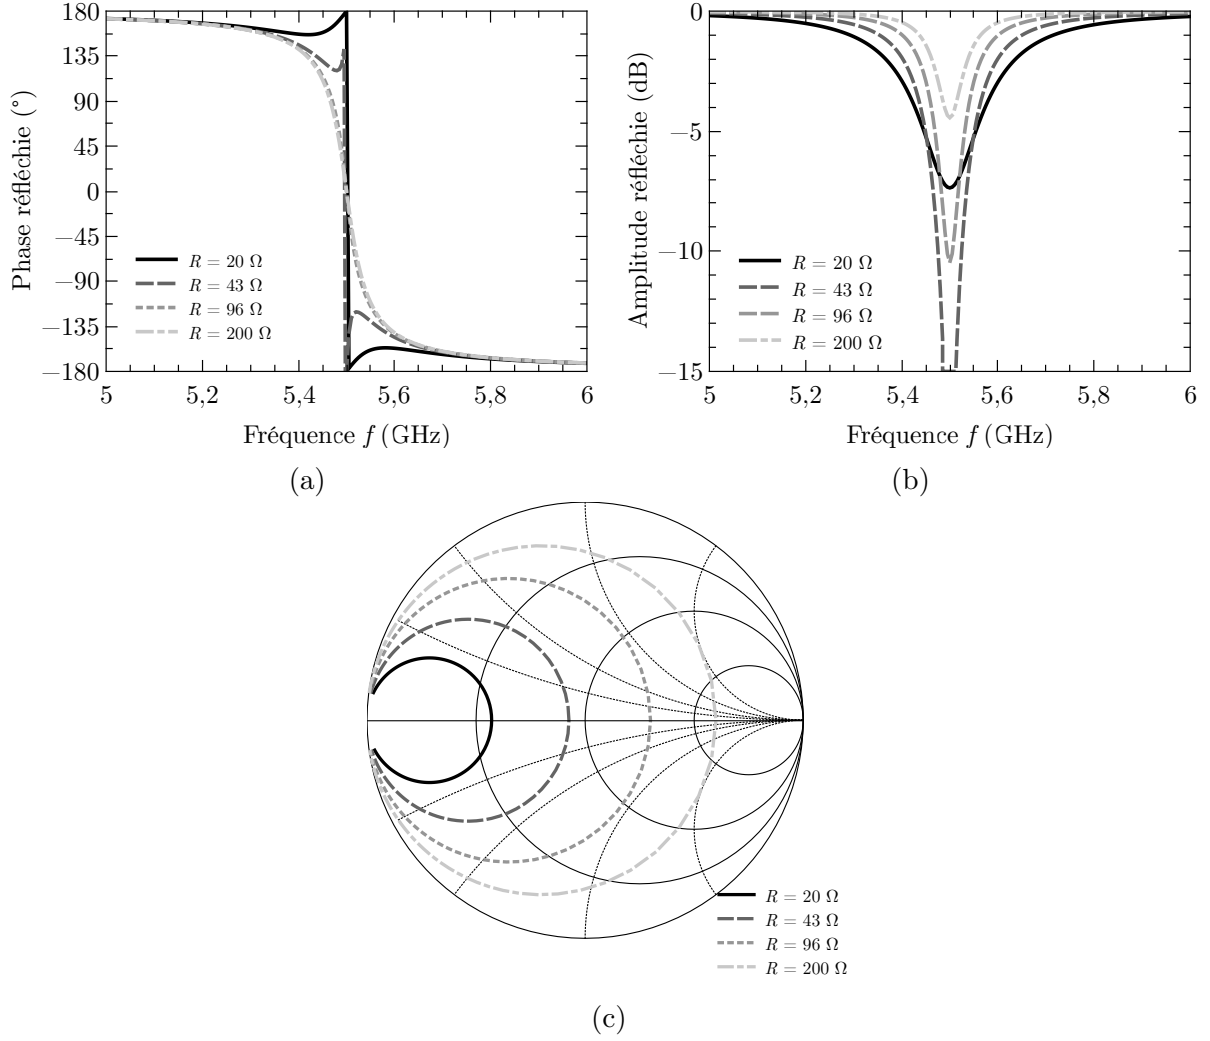 180
135
90
45
0
−45
−90
−135
−180
Phase réfléchie (°)
R = 20 Ω
R = 43 Ω
R = 96 Ω
R = 200 Ω
5
5,2
5,4
5,6
5,8
6
Fréquence f (GHz)
(a)
0
−5
−10
−15
Amplitude réfléchie (dB)
R = 20 Ω
R = 43 Ω
R = 96 Ω
R = 200 Ω
5
5,2
5,4
5,6
5,8
6
Fréquence f (GHz)
(b)
R = 20 Ω
R = 43 Ω
R = 96 Ω
R = 200 Ω
(c)